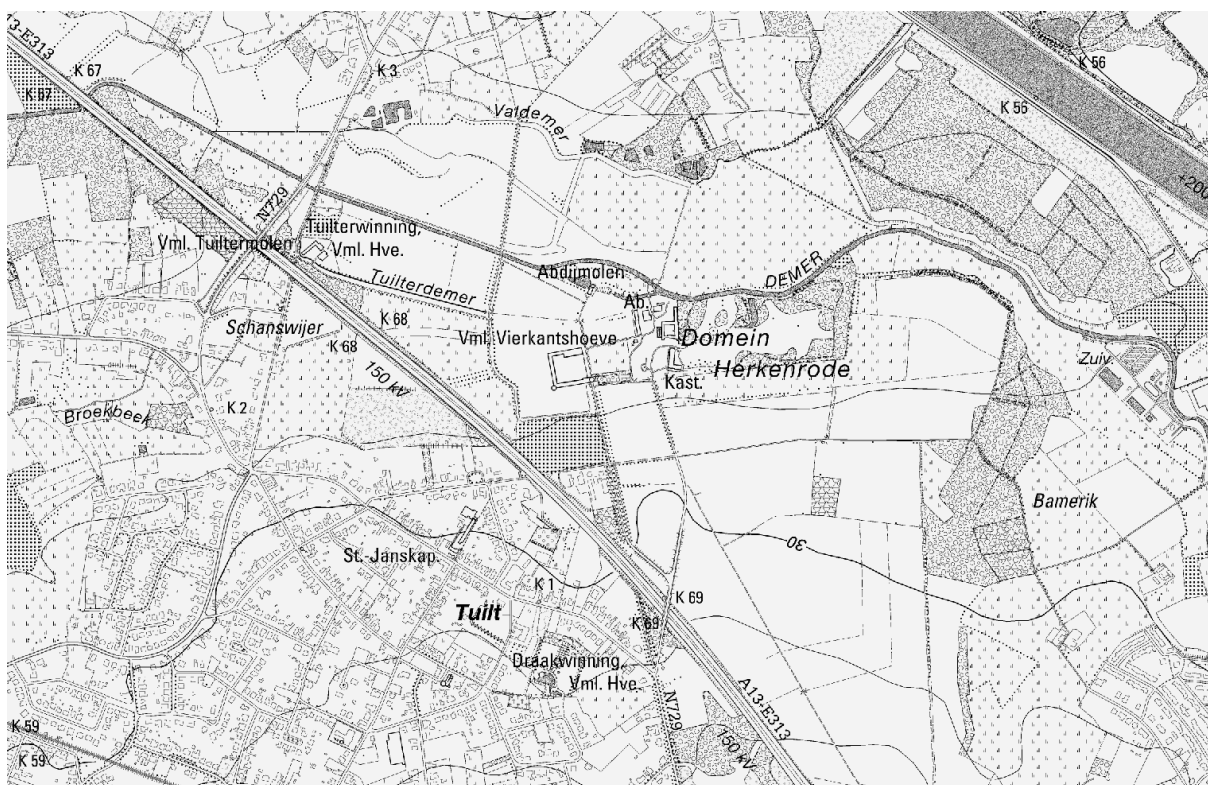 13-E313
K 67
K 67
K 3
K 56
K 56
Valdemer
+200
N729
Tuilterwinning,
Vml. Hve.
Vml. Tuiltermolen
Tuilterdemer
Abdijmolen
DEMER
Ab.
Schanswijer
K 68
K 68
150 kV
Vml. Vierkantshoeve
Domein
Herkenrode
Kast.
Zuiv.
Broekbeek
K 2
Bamerik
30
St.-Janskap.
K 1
Tuilt
K 69
K 69
Draakwinning,
Vml. Hve.
N729
A13-E313
150 kV
K 59
K 59